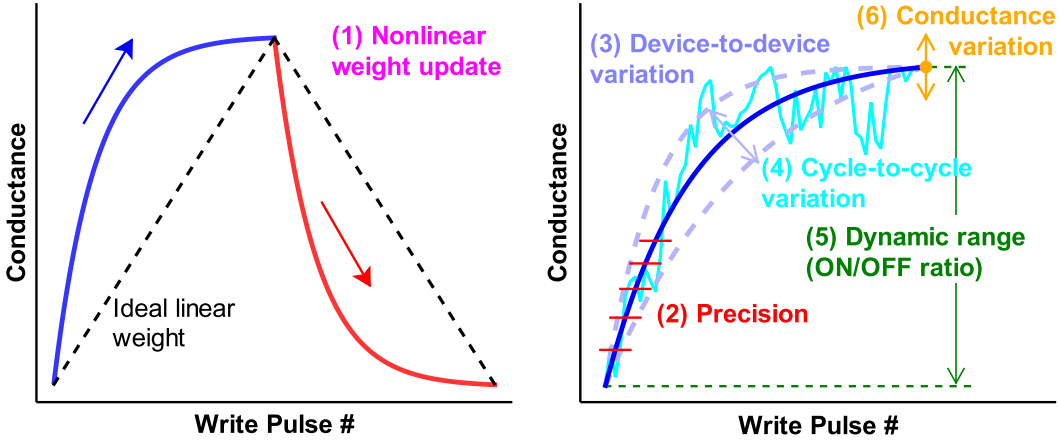 (1) Nonlinear
weight update
Ideal linear
weight
Conductance
Write Pulse #
(6) Conductance
variation
(3) Device-to-device
variation
(4) Cycle-to-cycle
variation
(5) Dynamic range
(ON/OFF ratio)
(2) Precision
Conductance
Write Pulse #